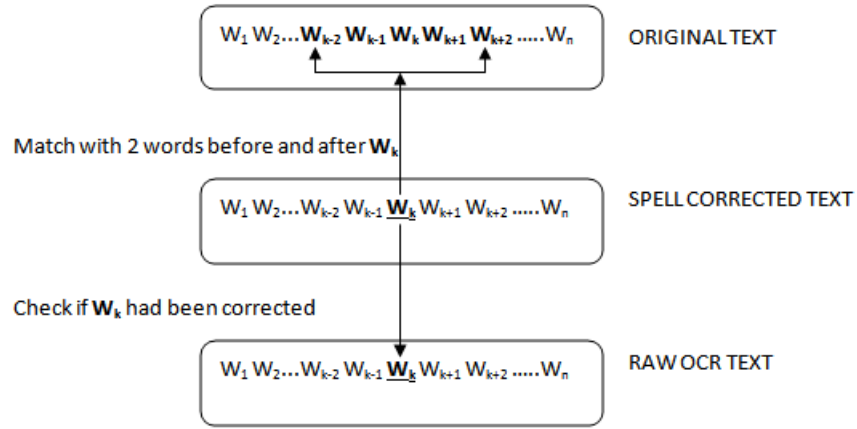 W₁ W₂...Wₖ₋₂ Wₖ₋₁ Wₖ Wₖ₊₁ Wₖ₊₂ .....Wₙ
ORIGINAL TEXT
Match with 2 words before and after Wₖ
W₁ W₂...Wₖ₋₂ Wₖ₋₁ Wₖ Wₖ₊₁ Wₖ₊₂ .....Wₙ
SPELL CORRECTED TEXT
Check if Wₖ had been corrected
W₁ W₂...Wₖ₋₂ Wₖ₋₁ Wₖ Wₖ₊₁ Wₖ₊₂ .....Wₙ
RAW OCR TEXT